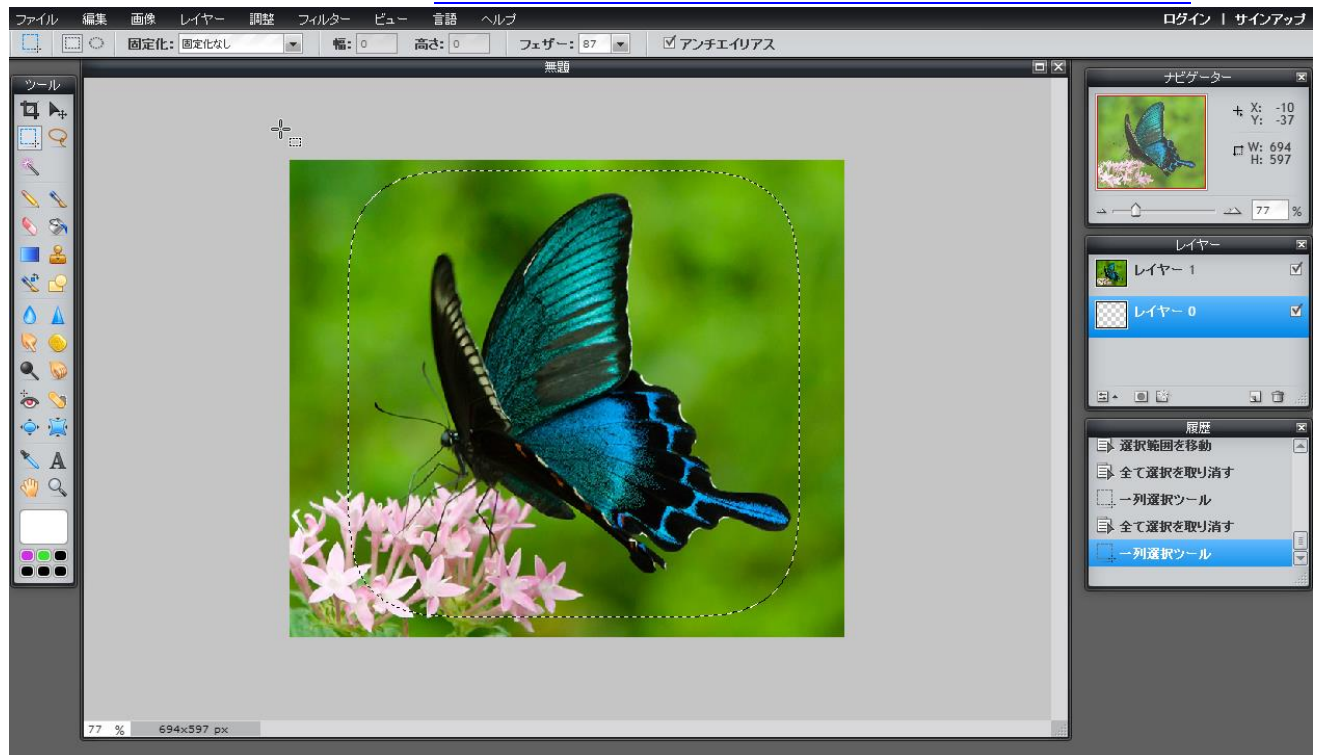 ファイル 編集 画像 レイヤー 調整 フィルター ビュー 言語 ヘルプ ログイン | サインアップ
固定化: 固定化なし 幅: 0 高さ: 0 フェザー: 87 アンチエイリアス
無題
ツール
ナビゲーター
X: -10
Y: -37
W: 694
H: 597
77 %
レイヤー
レイヤー 1
レイヤー 0
履歴
選択範囲を移動
全て選択を取り消す
一列選択ツール
全て選択を取り消す
一列選択ツール
77 % 694x597 px